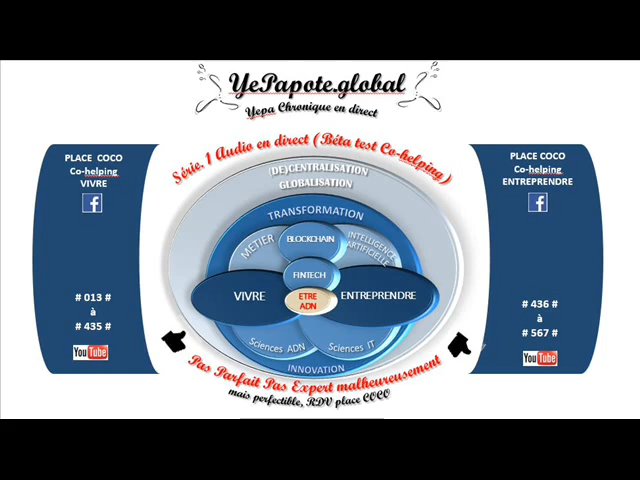 YePapote.global
Yepa Chronique en direct
Série, 1 Audio en direct (Béta test Co-helping)
PLACE COCO
Co-helping
VIVRE
# 013 #
à
# 435 #
YouTube
(DE)CENTRALISATION
GLOBALISATION
TRANSFORMATION
METIER
BLOCKCHAIN
INTELLIGENCE
ARTIFICIELLE
FINTECH
VIVRE
ETRE
ADN
ENTREPRENDRE
Sciences ADN
Sciences IT
INNOVATION
Pas Parfait Pas Expert malheureusement
mais perfectible, RDV place COCO
PLACE COCO
Co-helping
ENTREPRENDRE
# 436 #
à
# 567 #
YouTube